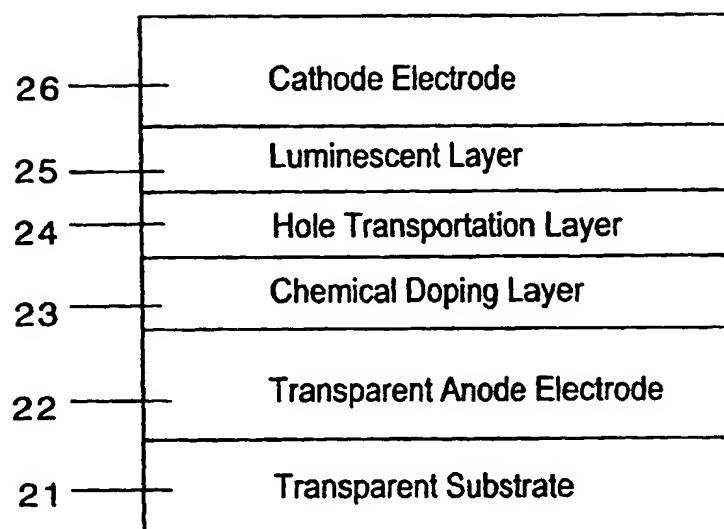 26 Cathode Electrode
25 Luminescent Layer
24 Hole Transportation Layer
23 Chemical Doping Layer
22 Transparent Anode Electrode
21 Transparent Substrate